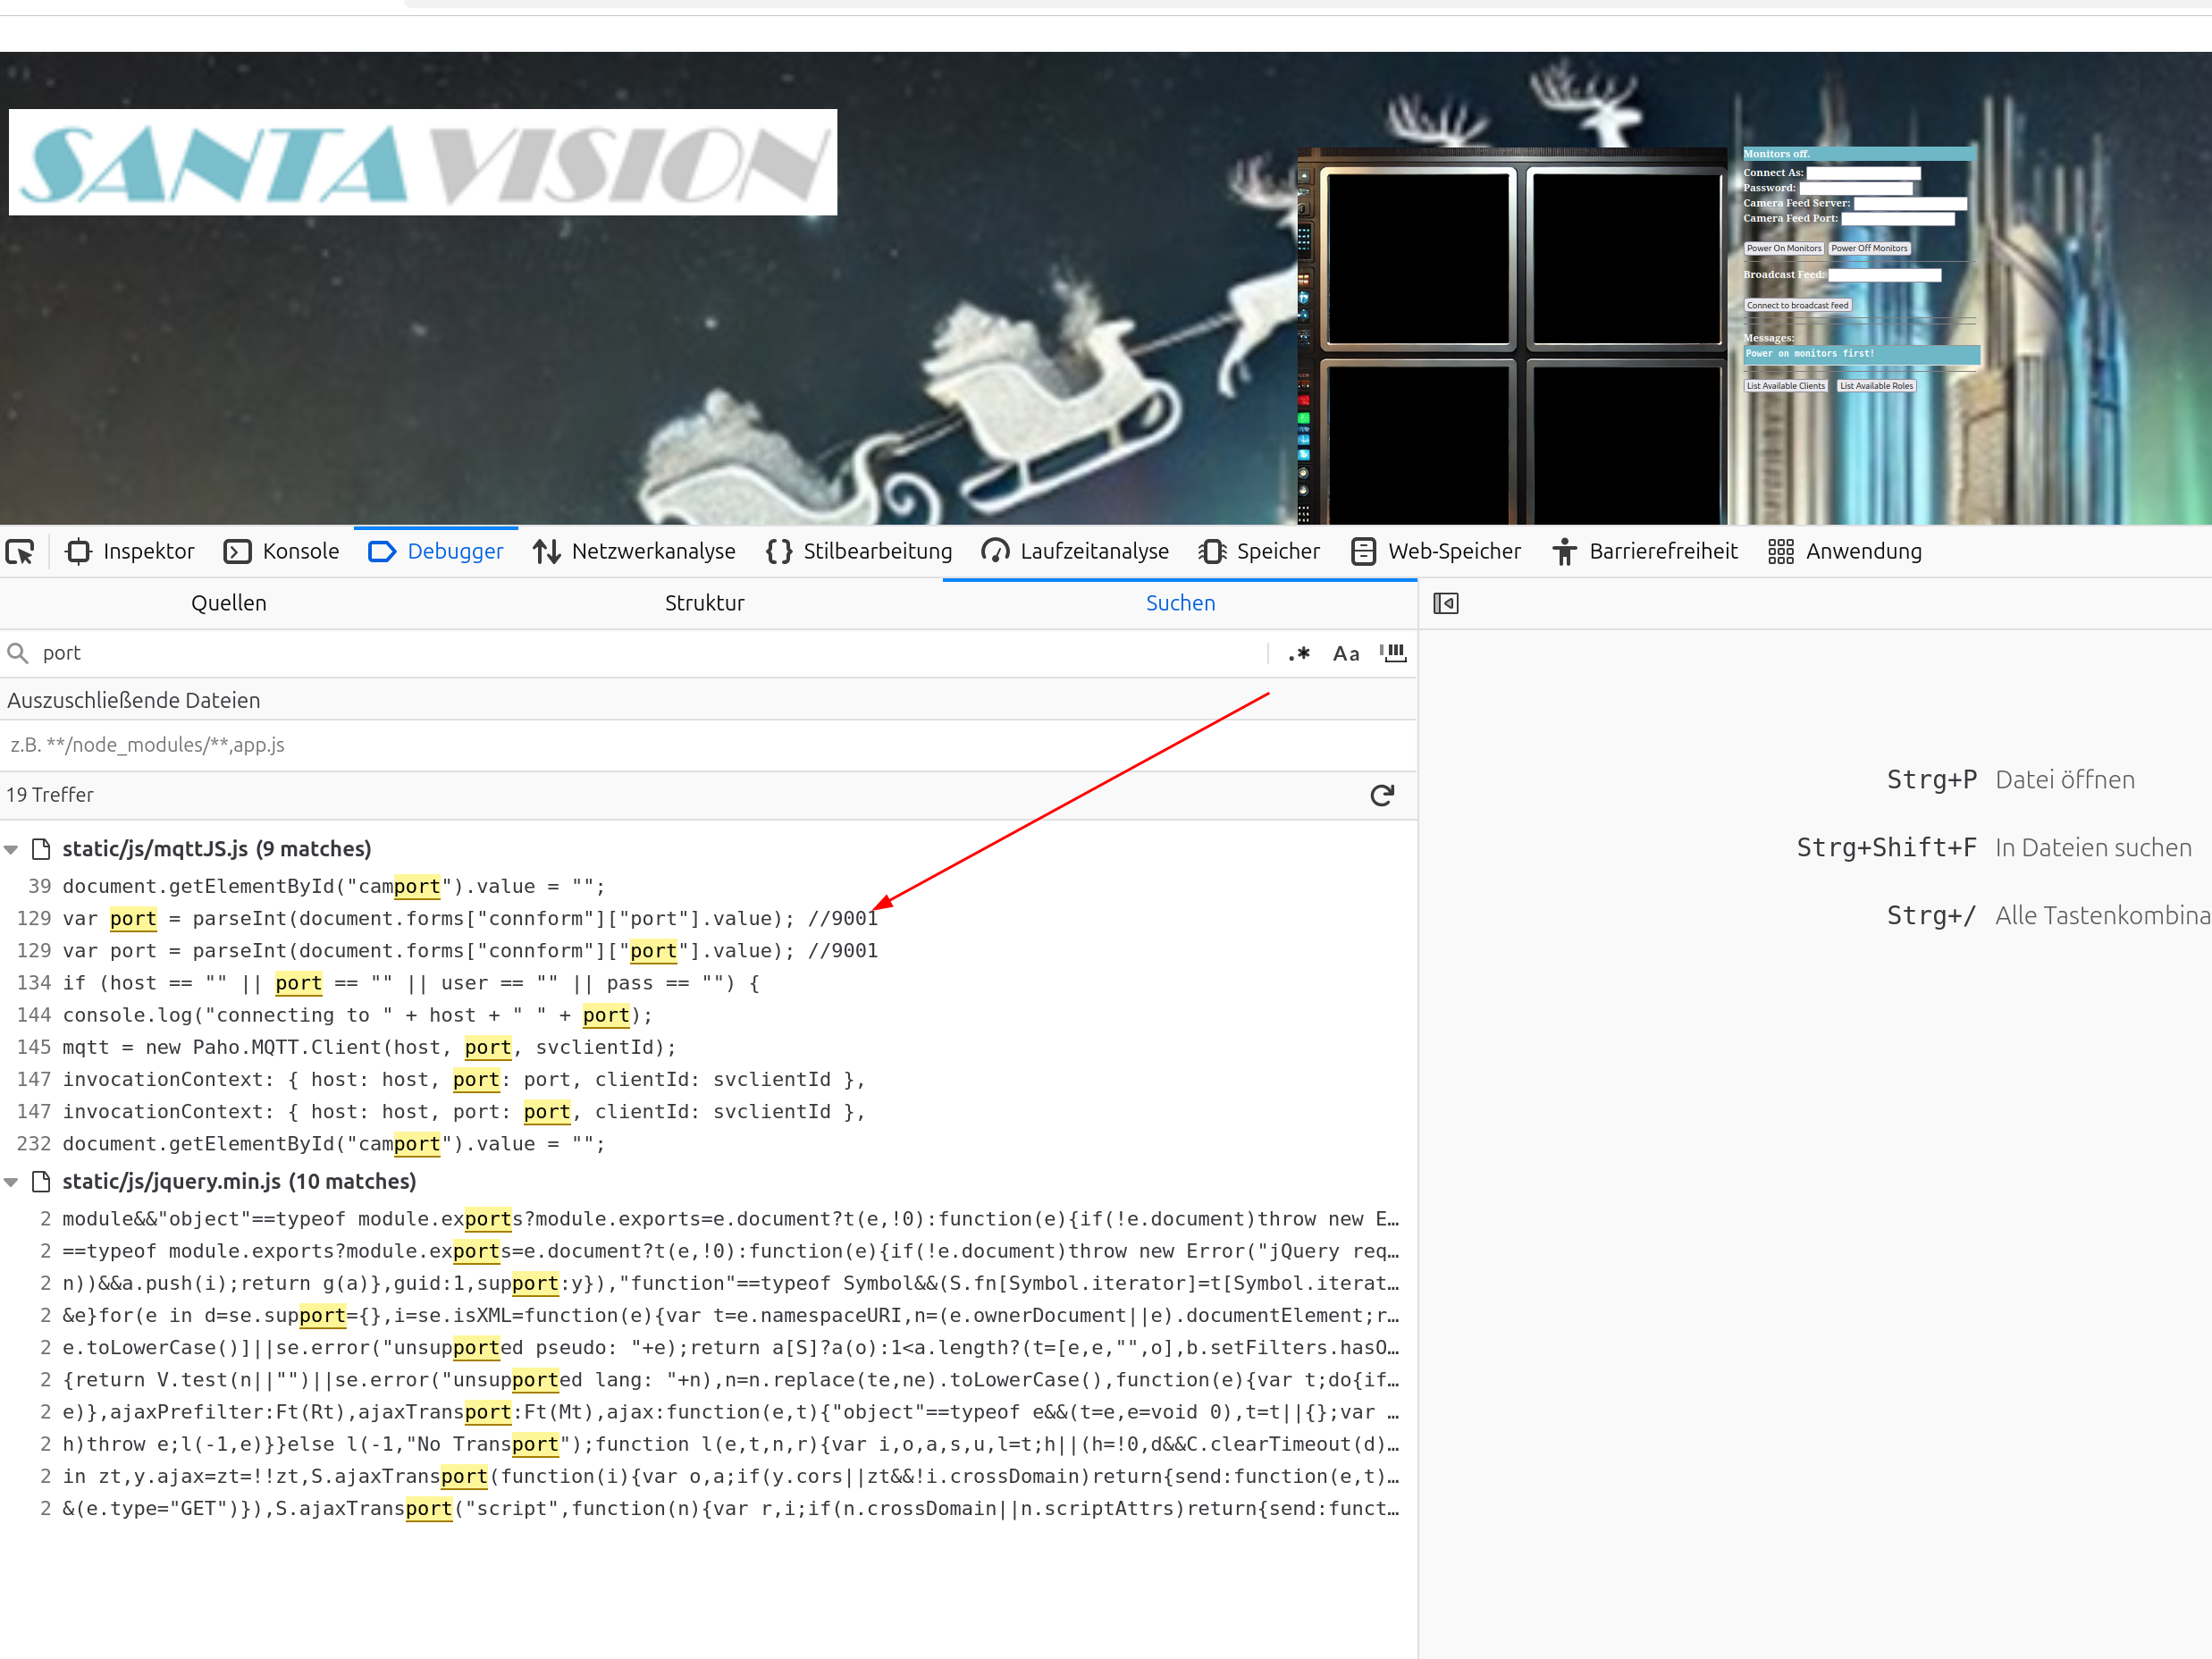 SANTAVISION
Monitors off.
Connect As:
Password:
Camera Feed Server:
Camera Feed Port:
Power On Monitors Power Off Monitors
Broadcast Feed:
Connect to broadcast feed
Messages:
Power on monitors first!
List Available Clients List Available Roles
Inspektor Konsole Debugger Netzwerkanalyse Stilbearbeitung Laufzeitanalyse Speicher Web-Speicher Barrierefreiheit Anwendung
Quellen Struktur Suchen
port .* Aa
Auszuschließende Dateien
z.B. **/node_modules/**,app.js
19 Treffer
static/js/mqttJS.js (9 matches)
39 document.getElementById("camport").value = "";
129 var port = parseInt(document.forms["connform"]["port"].value); //9001
129 var port = parseInt(document.forms["connform"]["port"].value); //9001
134 if (host == "" || port == "" || user == "" || pass == "") {
144 console.log("connecting to " + host + " " + port);
145 mqtt = new Paho.MQTT.Client(host, port, svclientId);
147 invocationContext: { host: host, port: port, clientId: svclientId },
147 invocationContext: { host: host, port: port, clientId: svclientId },
232 document.getElementById("camport").value = "";
static/js/jquery.min.js (10 matches)
2 module&&"object"==typeof module.exports?module.exports=e.document?t(e,!0):function(e){if(!e.document)throw new E…
2 ==typeof module.exports?module.exports=e.document?t(e,!0):function(e){if(!e.document)throw new Error("jQuery req…
2 n))&&a.push(i);return g(a)},guid:1,support:y}),"function"==typeof Symbol&&(S.fn[Symbol.iterator]=t[Symbol.iterat…
2 &e}for(e in d=se.support={},i=se.isXML=function(e){var t=e.namespaceURI,n=(e.ownerDocument||e).documentElement;r…
2 e.toLowerCase()]||se.error("unsupported pseudo: "+e);return a[S]?a(o):1<a.length?(t=[e,e,"",o],b.setFilters.hasO…
2 {return V.test(n||"")||se.error("unsupported lang: "+n),n=n.replace(te,ne).toLowerCase(),function(e){var t;do{if…
2 e)},ajaxPrefilter:Ft(Rt),ajaxTransport:Ft(Mt),ajax:function(e,t){"object"==typeof e&&(t=e,e=void 0),t=t||{};var …
2 h)throw e;l(-1,e)}}else l(-1,"No Transport");function l(e,t,n,r){var i,o,a,s,u,l=t;h||(h=!0,d&&C.clearTimeout(d)…
2 in zt,y.ajax=zt=!!zt,S.ajaxTransport(function(i){var o,a;if(y.cors||zt&&!i.crossDomain)return{send:function(e,t)…
2 &(e.type="GET")}),S.ajaxTransport("script",function(n){var r,i;if(n.crossDomain||n.scriptAttrs)return{send:funct…
Strg+P Datei öffnen
Strg+Shift+F In Dateien suchen
Strg+/ Alle Tastenkombina